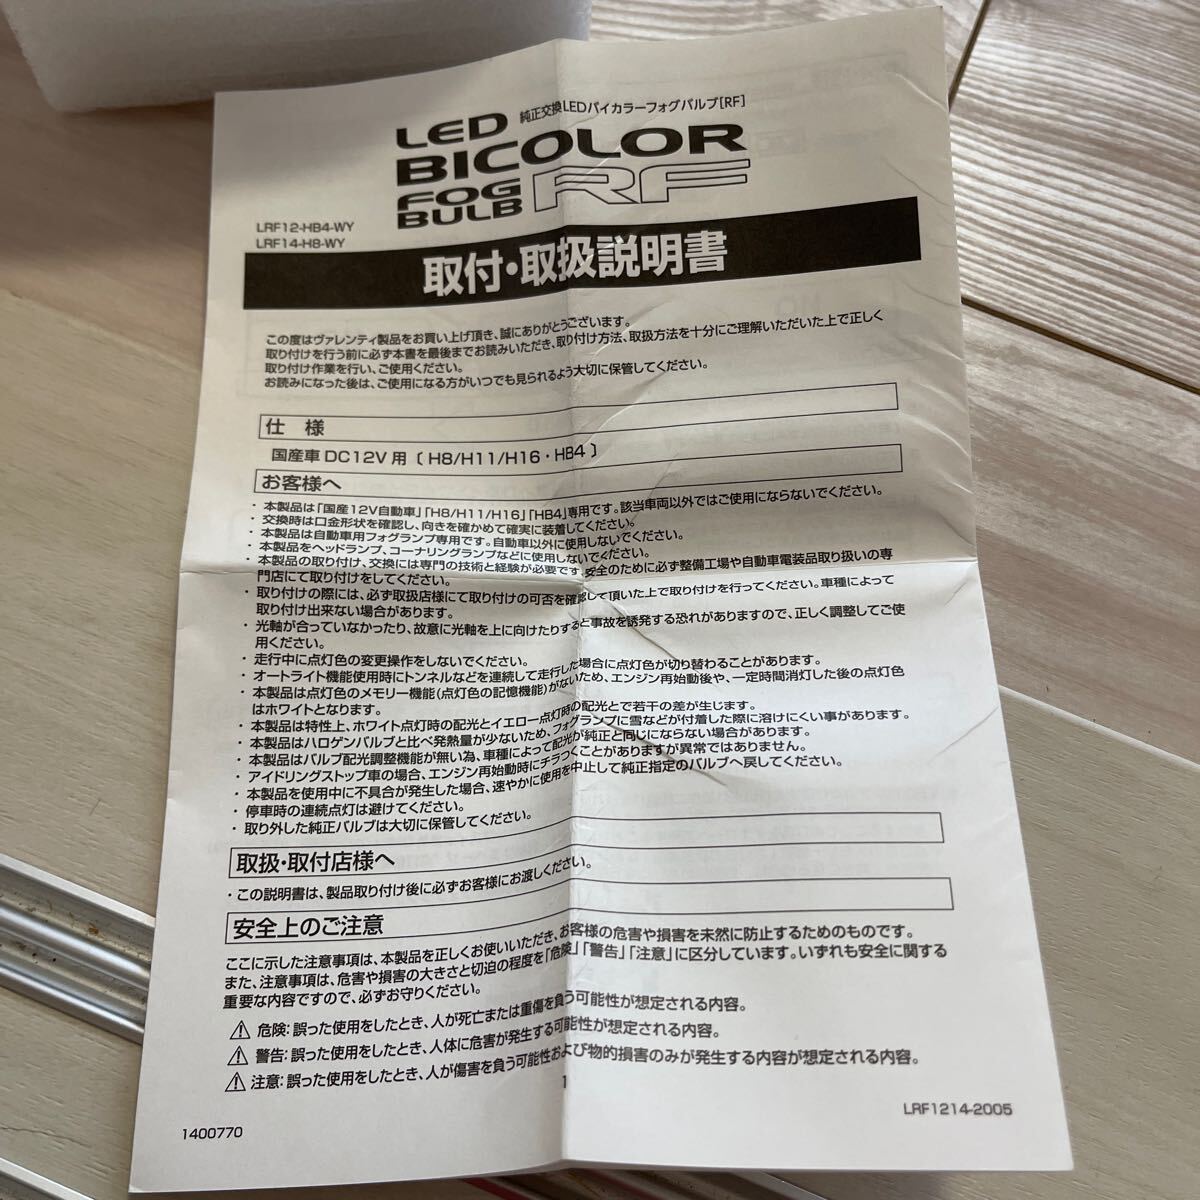 純正交換LEDバイカラーフォグバルブ[RF]
LED
BICOLOR
FOG
BULB RF
LRF12-HB4-WY
LRF14-H8-WY
取付・取扱説明書
この度はヴァレンティ製品をお買い上げ頂き、誠にありがとうございます。
取り付けを行う前に必ず本書を最後までお読みいただき、取り付け方法、取扱方法を十分にご理解いただいた上で正しく
取り付け作業を行い、ご使用ください。
お読みになった後は、ご使用になる方がいつでも見られるよう大切に保管してください。
仕 様
国産車 DC12V 用〔 H8/H11/H16・HB4 〕
お客様へ
・本製品は「国産12V自動車」「H8/H11/H16」「HB4」専用です。該当車両以外ではご使用にならないでください。
・交換時は口金形状を確認し、向きを確かめて確実に装着してください。
・本製品は自動車用フォグランプ専用です。自動車以外に使用しないでください。
・本製品をヘッドランプ、コーナリングランプなどに使用しないでください。
・本製品の取り付け、交換には専門の技術と経験が必要です。安全のために必ず整備工場や自動車電装品取り扱いの専
門店にて取り付けをしてください。
・取り付けの際には、必ず取扱店様にて取り付けの可否を確認して頂いた上で取り付けを行ってください。車種によって
取り付け出来ない場合があります。
・光軸が合っていなかったり、故意に光軸を上に向けたりすると事故を誘発する恐れがありますので、正しく調整してご使
用ください。
・走行中に点灯色の変更操作をしないでください。
・オートライト機能使用時にトンネルなどを連続して走行した場合に点灯色が切り替わることがあります。
・本製品は点灯色のメモリー機能(点灯色の記憶機能)がないため、エンジン再始動後や、一定時間消灯した後の点灯色
はホワイトとなります。
・本製品は特性上、ホワイト点灯時の配光とイエロー点灯時の配光とで若干の差が生じます。
・本製品はハロゲンバルブと比べ発熱量が少ないため、フォグランプに雪などが付着した際に溶けにくい事があります。
・本製品はバルブ配光調整機能が無い為、車種によって配光が純正と同じにならない場合があります。
・アイドリングストップ車の場合、エンジン再始動時にチラつくことがありますが異常ではありません。
・本製品を使用中に不具合が発生した場合、速やかに使用を中止して純正指定のバルブへ戻してください。
・停車時の連続点灯は避けてください。
・取り外した純正バルブは大切に保管してください。
取扱・取付店様へ
・この説明書は、製品取り付け後に必ずお客様にお渡しください。
安全上のご注意
ここに示した注意事項は、本製品を正しくお使いいただき、お客様の危害や損害を未然に防止するためのものです。
また、注意事項は、危害や損害の大きさと切迫の程度を「危険」「警告」「注意」に区分しています。いずれも安全に関する
重要な内容ですので、必ずお守りください。
危険:誤った使用をしたとき、人が死亡または重傷を負う可能性が想定される内容。
警告:誤った使用をしたとき、人体に危害が発生する可能性が想定される内容。
注意:誤った使用をしたとき、人が傷害を負う可能性および物的損害のみが発生する内容が想定される内容。
1
LRF1214-2005
1400770